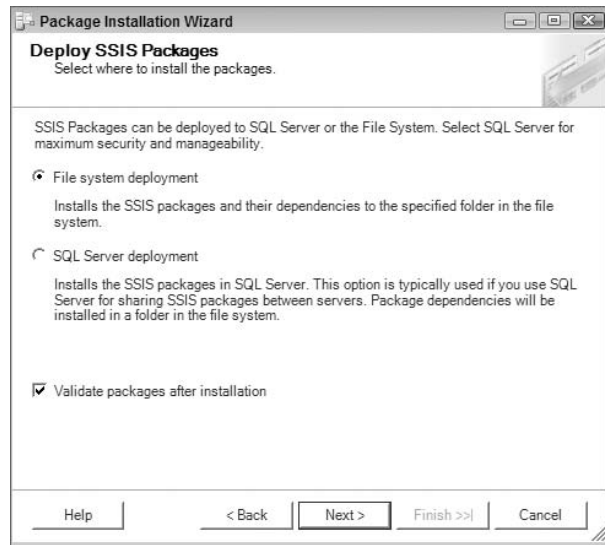 Package Installation Wizard
Deploy SSIS Packages
Select where to install the packages.
SSIS Packages can be deployed to SQL Server or the File System. Select SQL Server for
maximum security and manageability.
File system deployment
Installs the SSIS packages and their dependencies to the specified folder in the file
system.
SQL Server deployment
Installs the SSIS packages in SQL Server. This option is typically used if you use SQL
Server for sharing SSIS packages between servers. Package dependencies will be
installed in a folder in the file system.
Validate packages after installation
Help < Back Next > Finish >>| Cancel